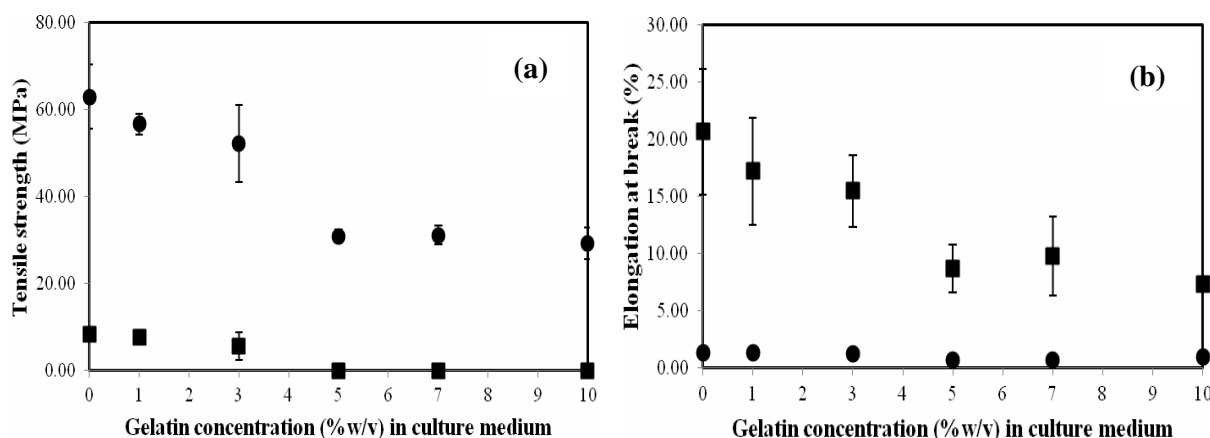 80.00
60.00
40.00
20.00
0.00
Tensile strength (MPa)
(a)
0 1 2 3 4 5 6 7 8 9 10
Gelatin concentration (%w/v) in culture medium
30.00
25.00
20.00
15.00
10.00
5.00
0.00
Elongation at break (%)
(b)
0 1 2 3 4 5 6 7 8 9 10
Gelatin concentration (%w/v) in culture medium